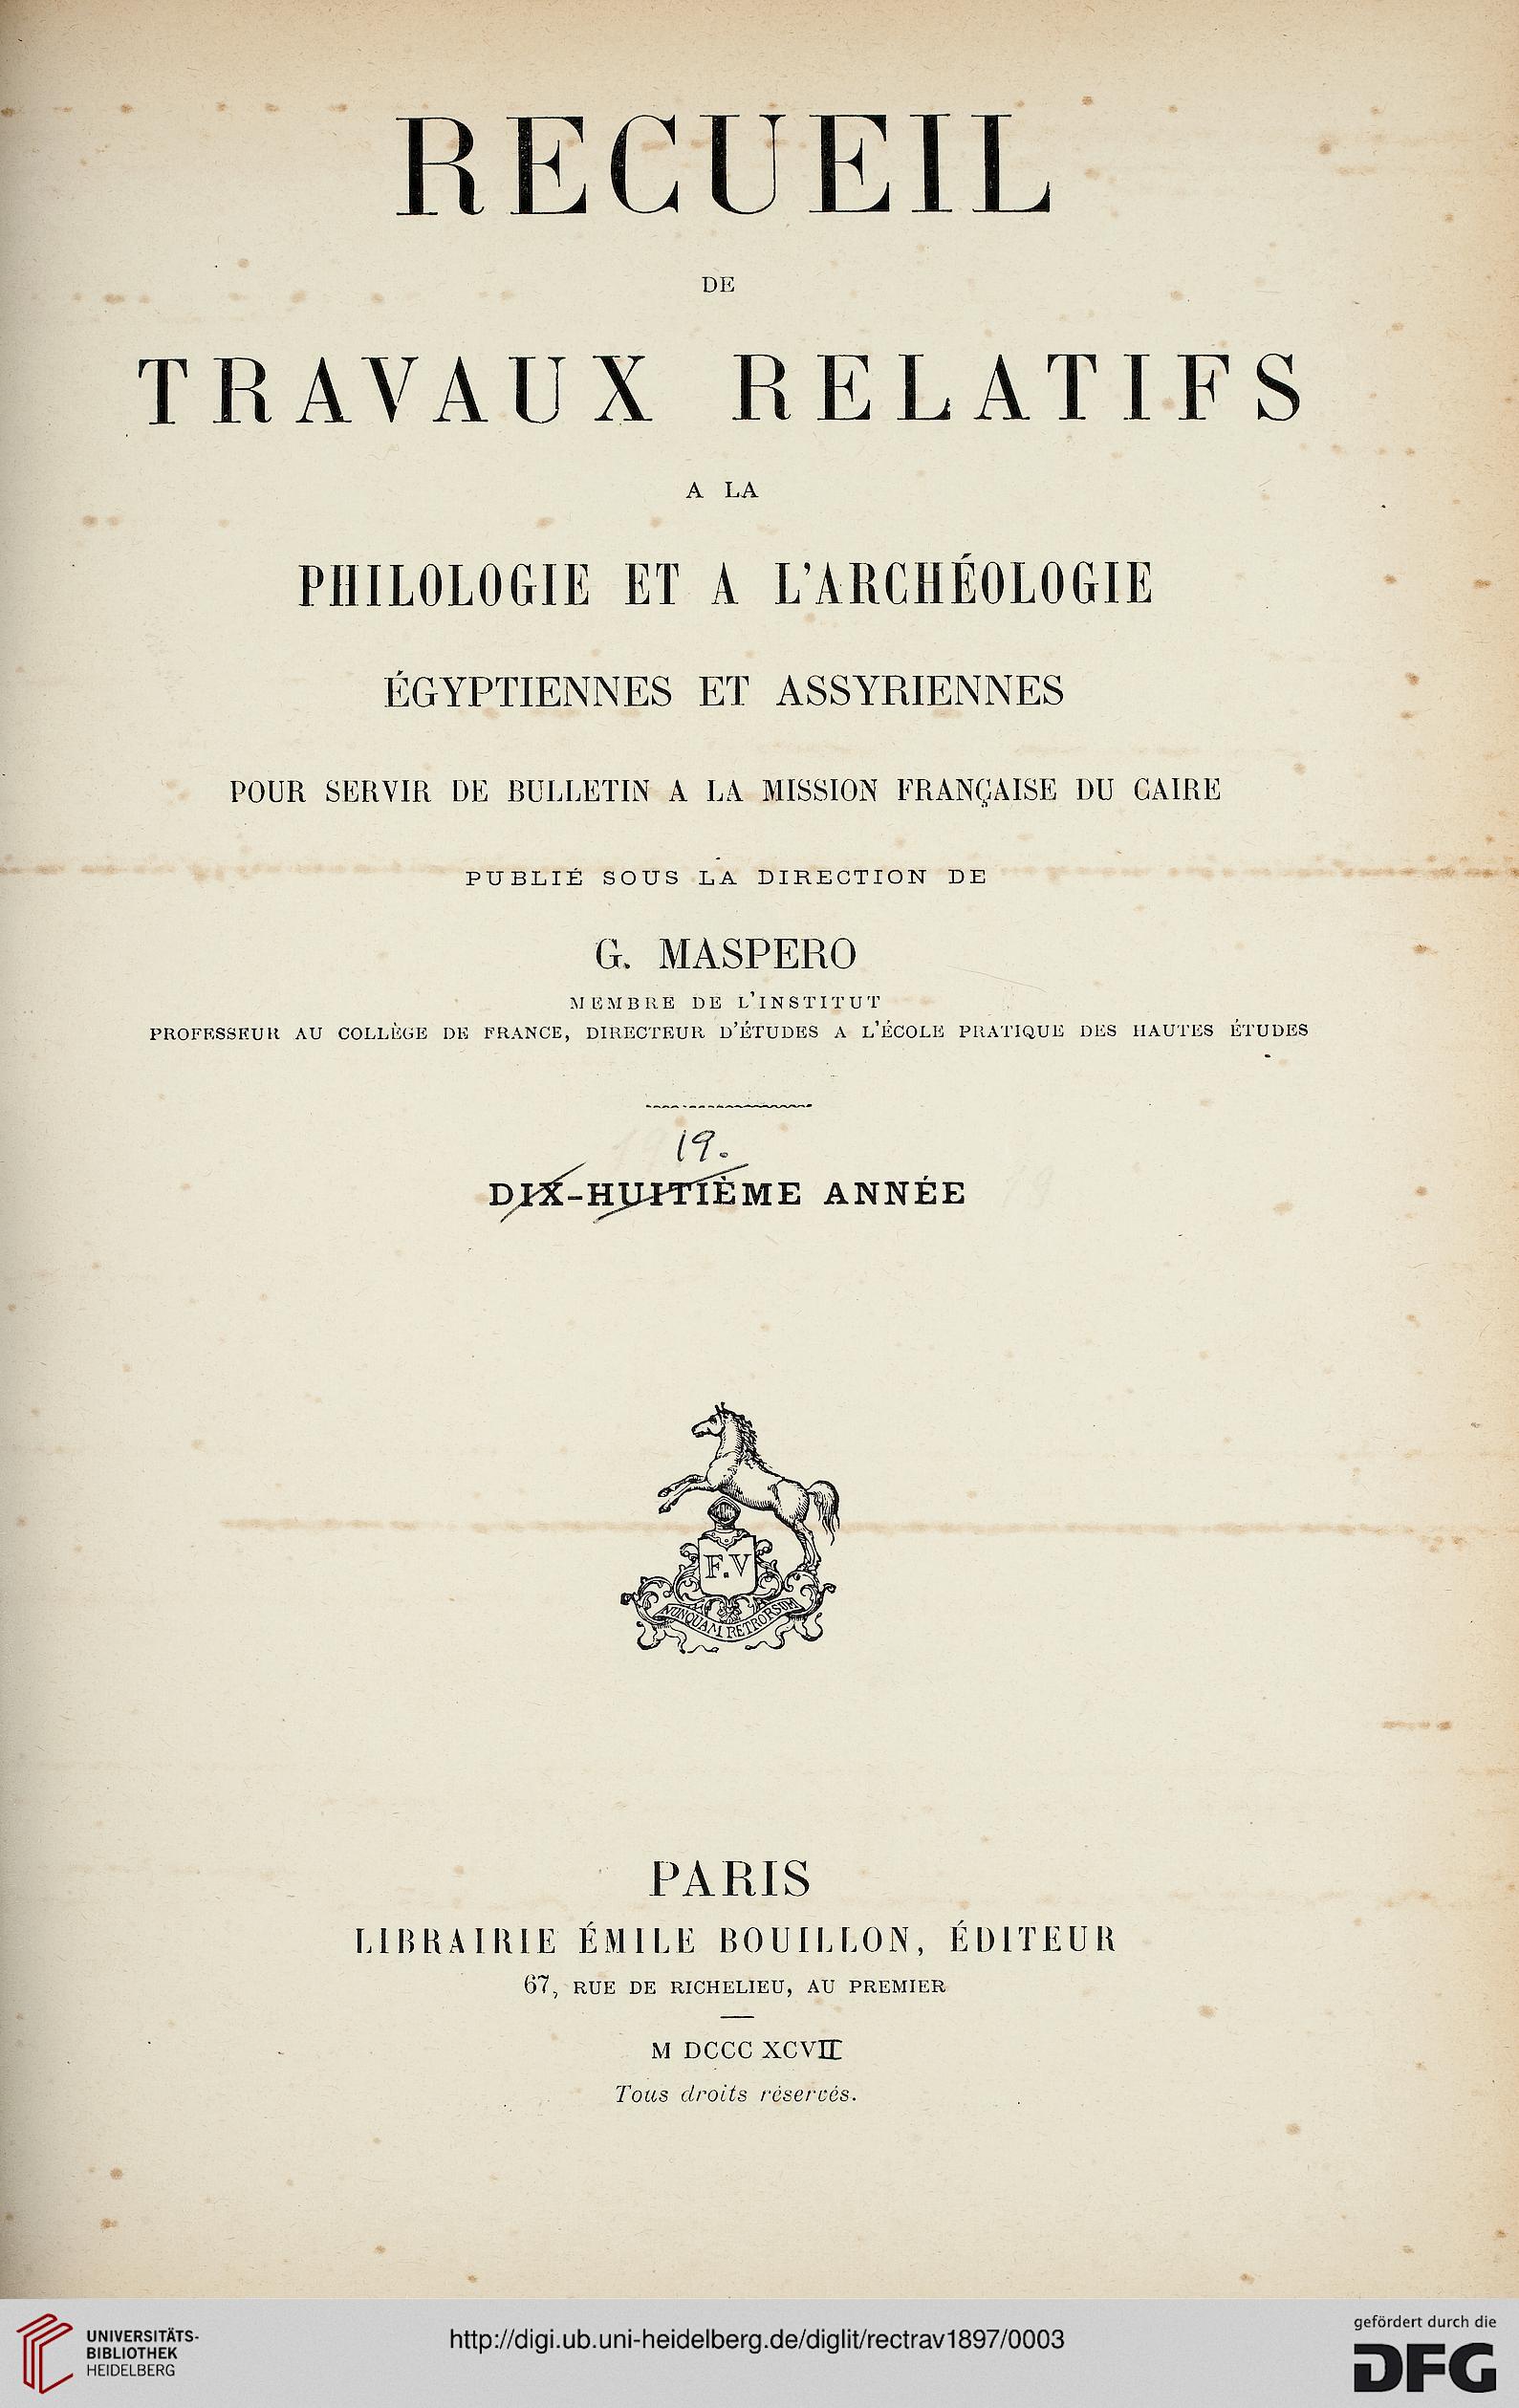 RECUEIL
DE
TRAVAUX RELATIFS
A LA
PHILOLOGIE ET A L'ARCHÉOLOGIE
ÉGYPTIENNES ET ASSYRIENNES
POUR SERVIR DE BULLETIN A LA MISSION FRANÇAISE DU CAIRE
PUBLIÉ SOUS LA DIRECTION DE
G. MASPERO
MEMBRE DE L'INSTITUT
PROFESSEUR AU COLLÈGE DE FRANCE, DIRECTEUR D'ÉTUDES A L'ÉCOLE PRATIQUE DES HAUTES ÉTUDES
19.
DIX-HUITIÈME ANNÉE
F.V
NUNQUAM RETRORSUM
PARIS
LIBRAIRIE ÉMILE BOUILLON, ÉDITEUR
67, RUE DE RICHELIEU, AU PREMIER
M DCCC XCVII
Tous droits réservés.
UNIVERSITÄTS-
BIBLIOTHEK
HEIDELBERG
http://digi.ub.uni-heidelberg.de/diglit/rectrav1897/0003
gefördert durch die
DFG